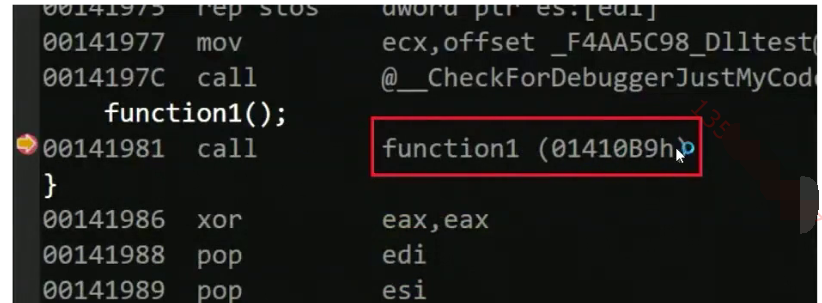 00141975 rep stos dword ptr es:[edi]
00141977 mov ecx,offset _F4AA5C98_Dlltest@
0014197C call @__CheckForDebuggerJustMyCode
function1();
00141981 call function1 (01410B9h)
}
00141986 xor eax,eax
00141988 pop edi
00141989 pop esi
135